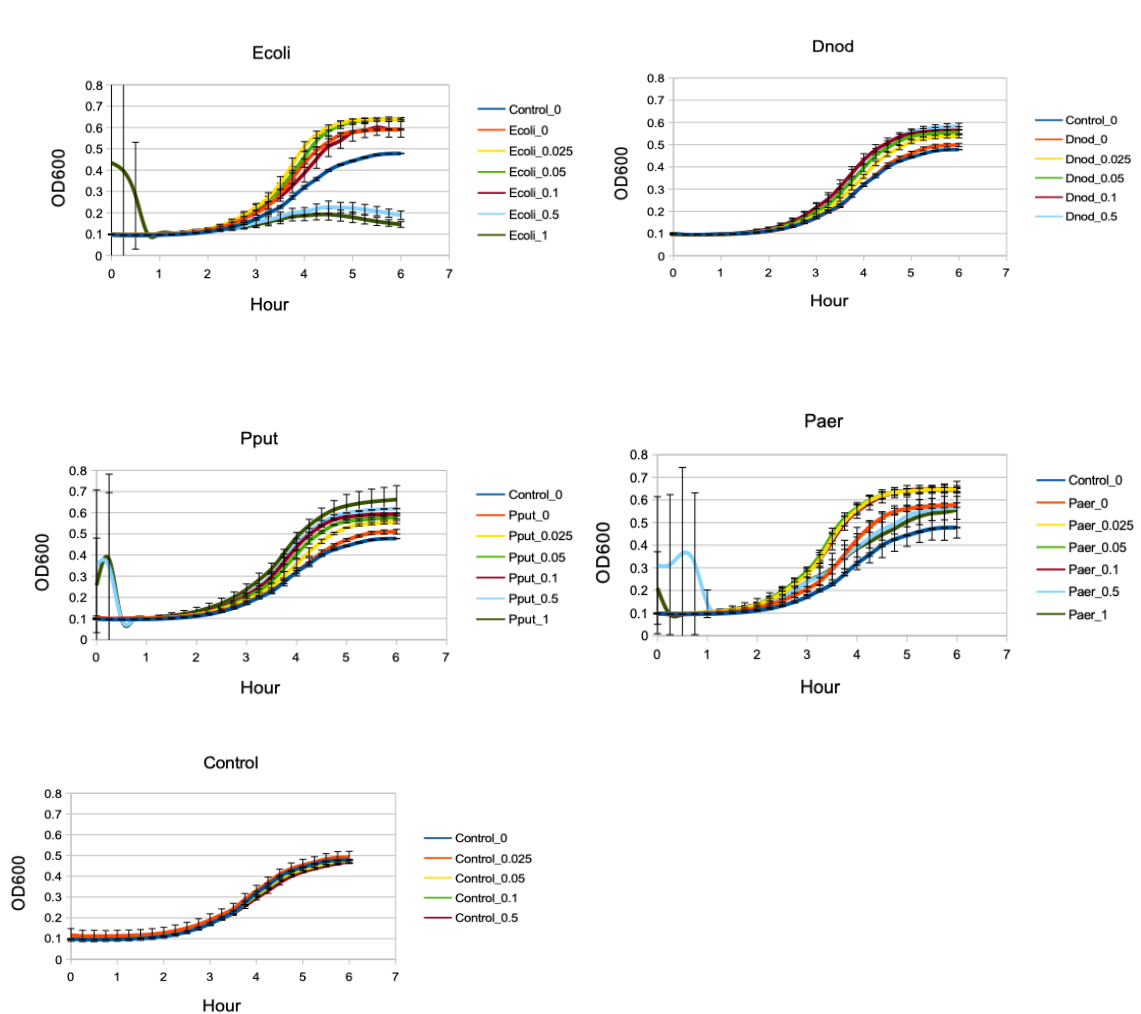 Ecoli
0.8
0.7
0.6
0.5
0.4
0.3
0.2
0.1
0
OD600
0 1 2 3 4 5 6 7
Hour
Control_0
Ecoli_0
Ecoli_0.025
Ecoli_0.05
Ecoli_0.1
Ecoli_0.5
Ecoli_1
Dnod
0.8
0.7
0.6
0.5
0.4
0.3
0.2
0.1
0
OD600
0 1 2 3 4 5 6 7
Hour
Control_0
Dnod_0
Dnod_0.025
Dnod_0.05
Dnod_0.1
Dnod_0.5
Pput
0.8
0.7
0.6
0.5
0.4
0.3
0.2
0.1
0
OD600
0 1 2 3 4 5 6 7
Hour
Control_0
Pput_0
Pput_0.025
Pput_0.05
Pput_0.1
Pput_0.5
Pput_1
Paer
0.8
0.7
0.6
0.5
0.4
0.3
0.2
0.1
0
OD600
0 1 2 3 4 5 6 7
Hour
Control_0
Paer_0
Paer_0.025
Paer_0.05
Paer_0.1
Paer_0.5
Paer_1
Control
0.8
0.7
0.6
0.5
0.4
0.3
0.2
0.1
0
OD600
0 1 2 3 4 5 6 7
Hour
Control_0
Control_0.025
Control_0.05
Control_0.1
Control_0.5